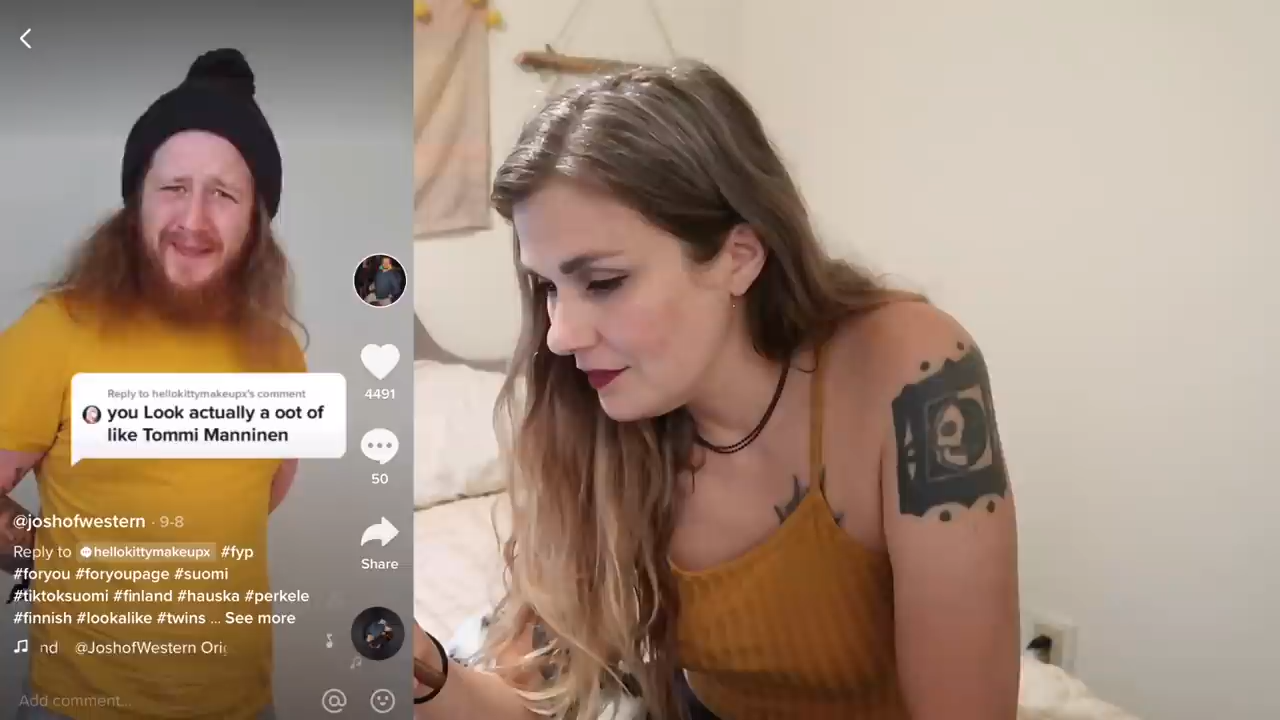 Reply to hellokittymakeupx's comment
you Look actually a oot of
like Tommi Manninen
4491
50
Share
@joshofwestern · 9-8
Reply to hellokittymakeupx #fyp
#foryou #foryoupage #suomi
#tiktoksuomi #finland #hauska #perkele
#finnish #lookalike #twins ... See more
nd @JoshofWestern Ori
Add comment...